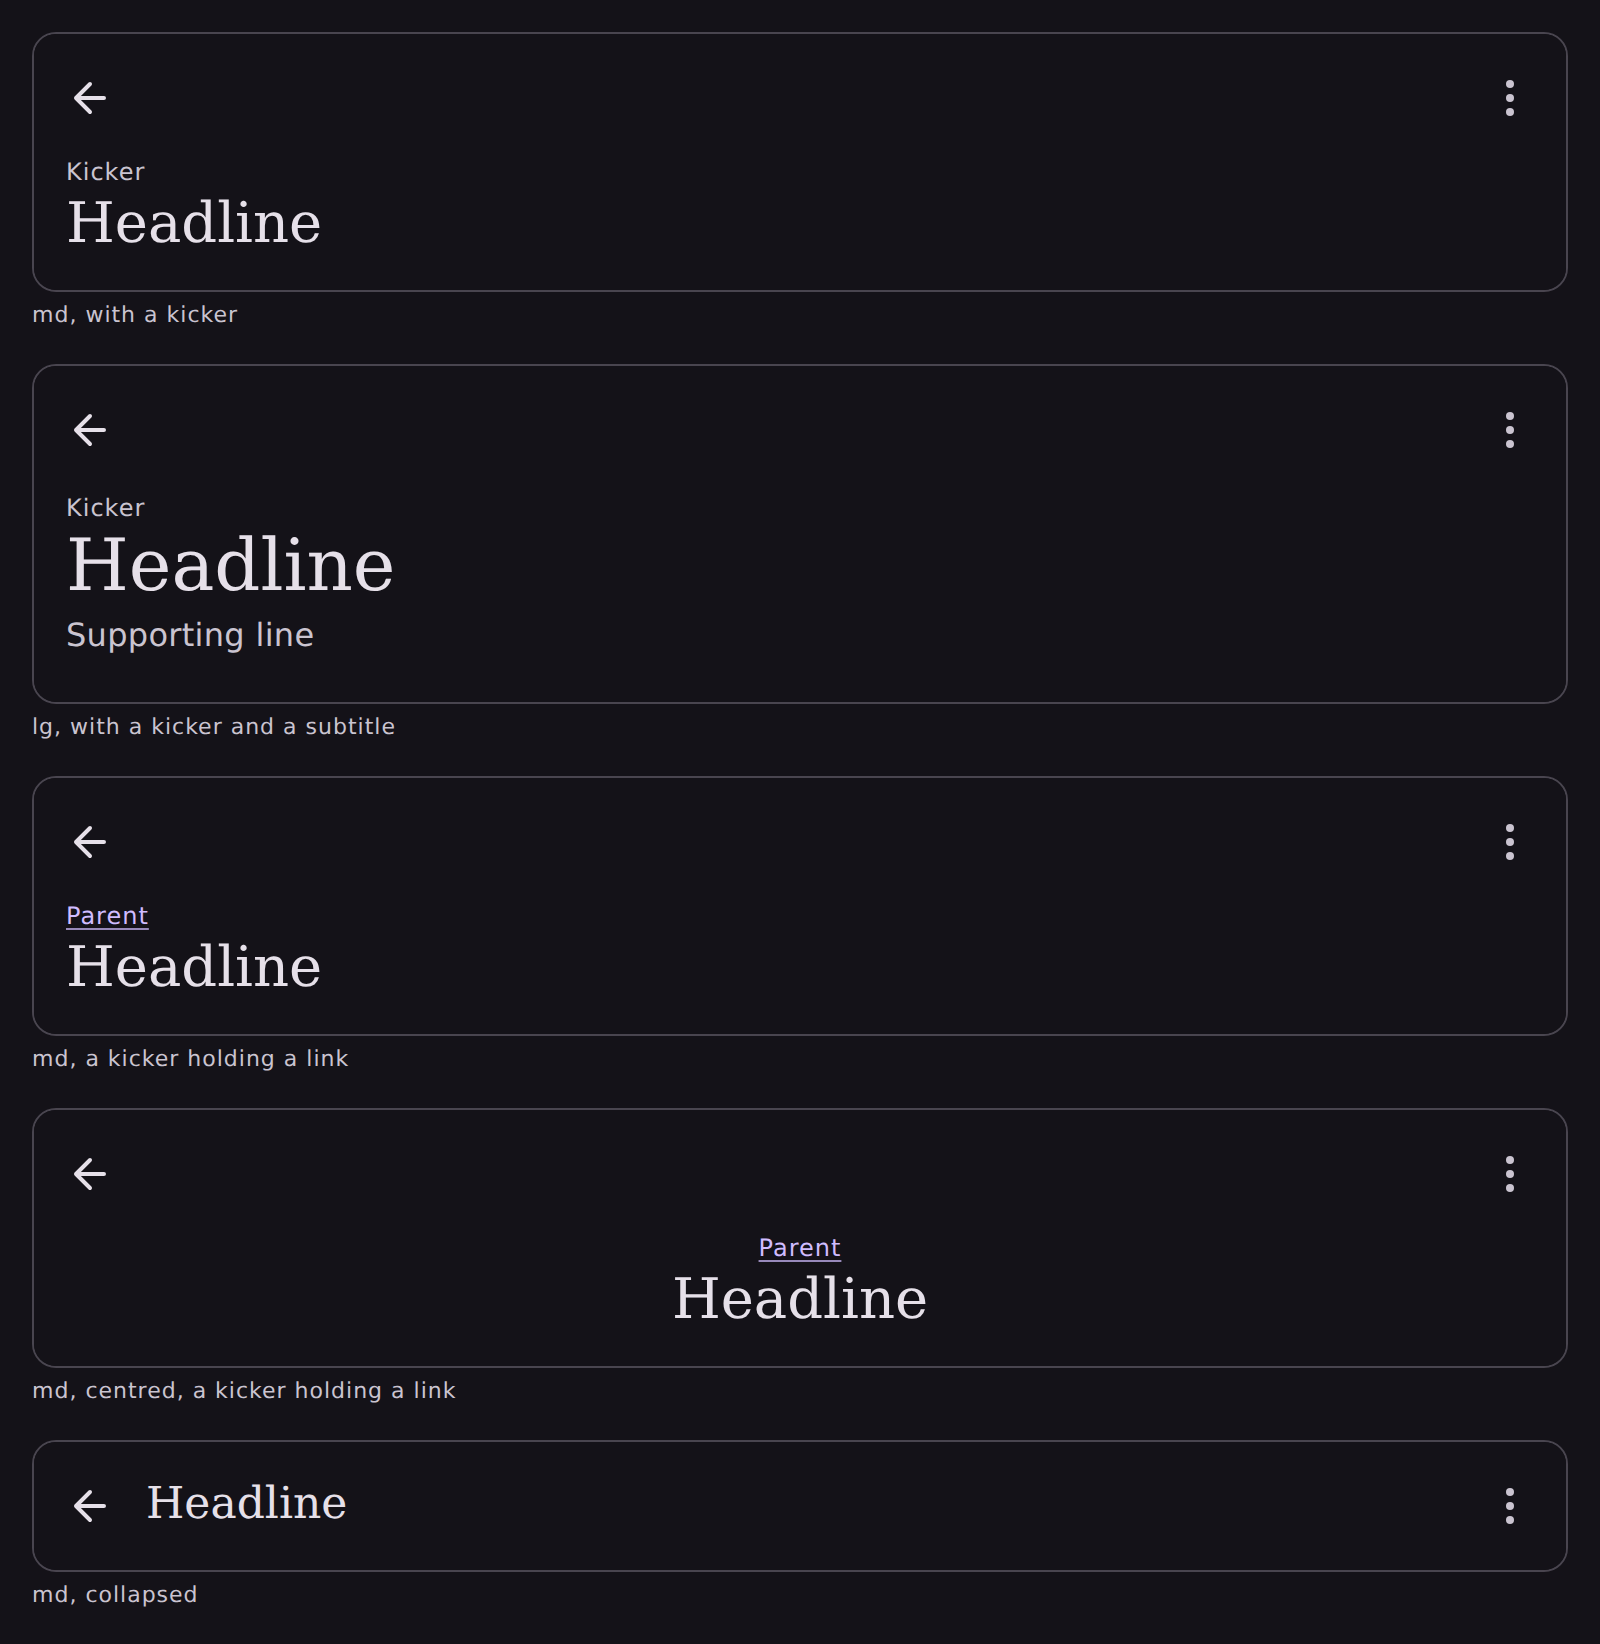 Kicker
Headline
md, with a kicker
Kicker
Headline
Supporting line
lg, with a kicker and a subtitle
Parent
Headline
md, a kicker holding a link
Parent
Headline
md, centred, a kicker holding a link
Headline
md, collapsed